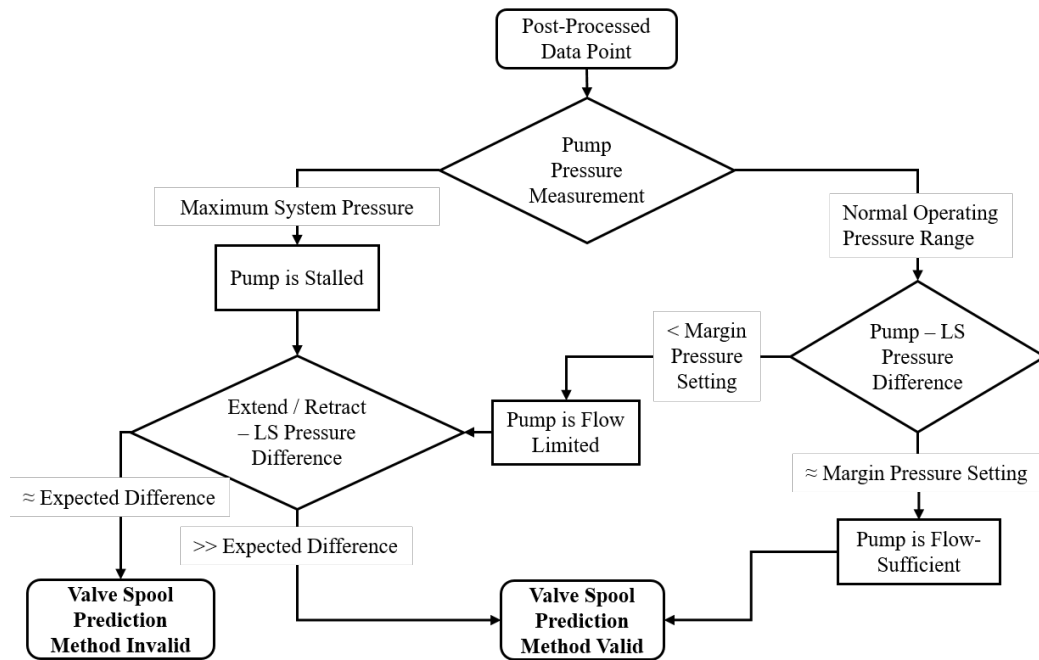 Post-Processed
Data Point
Pump
Pressure
Measurement
Maximum System Pressure
Normal Operating
Pressure Range
Pump is Stalled
< Margin
Pressure
Setting
Pump – LS
Pressure
Difference
Extend / Retract
– LS Pressure
Difference
Pump is Flow
Limited
≈ Margin Pressure Setting
≈ Expected Difference
>> Expected Difference
Pump is Flow-
Sufficient
Valve Spool
Prediction
Method Invalid
Valve Spool
Prediction
Method Valid